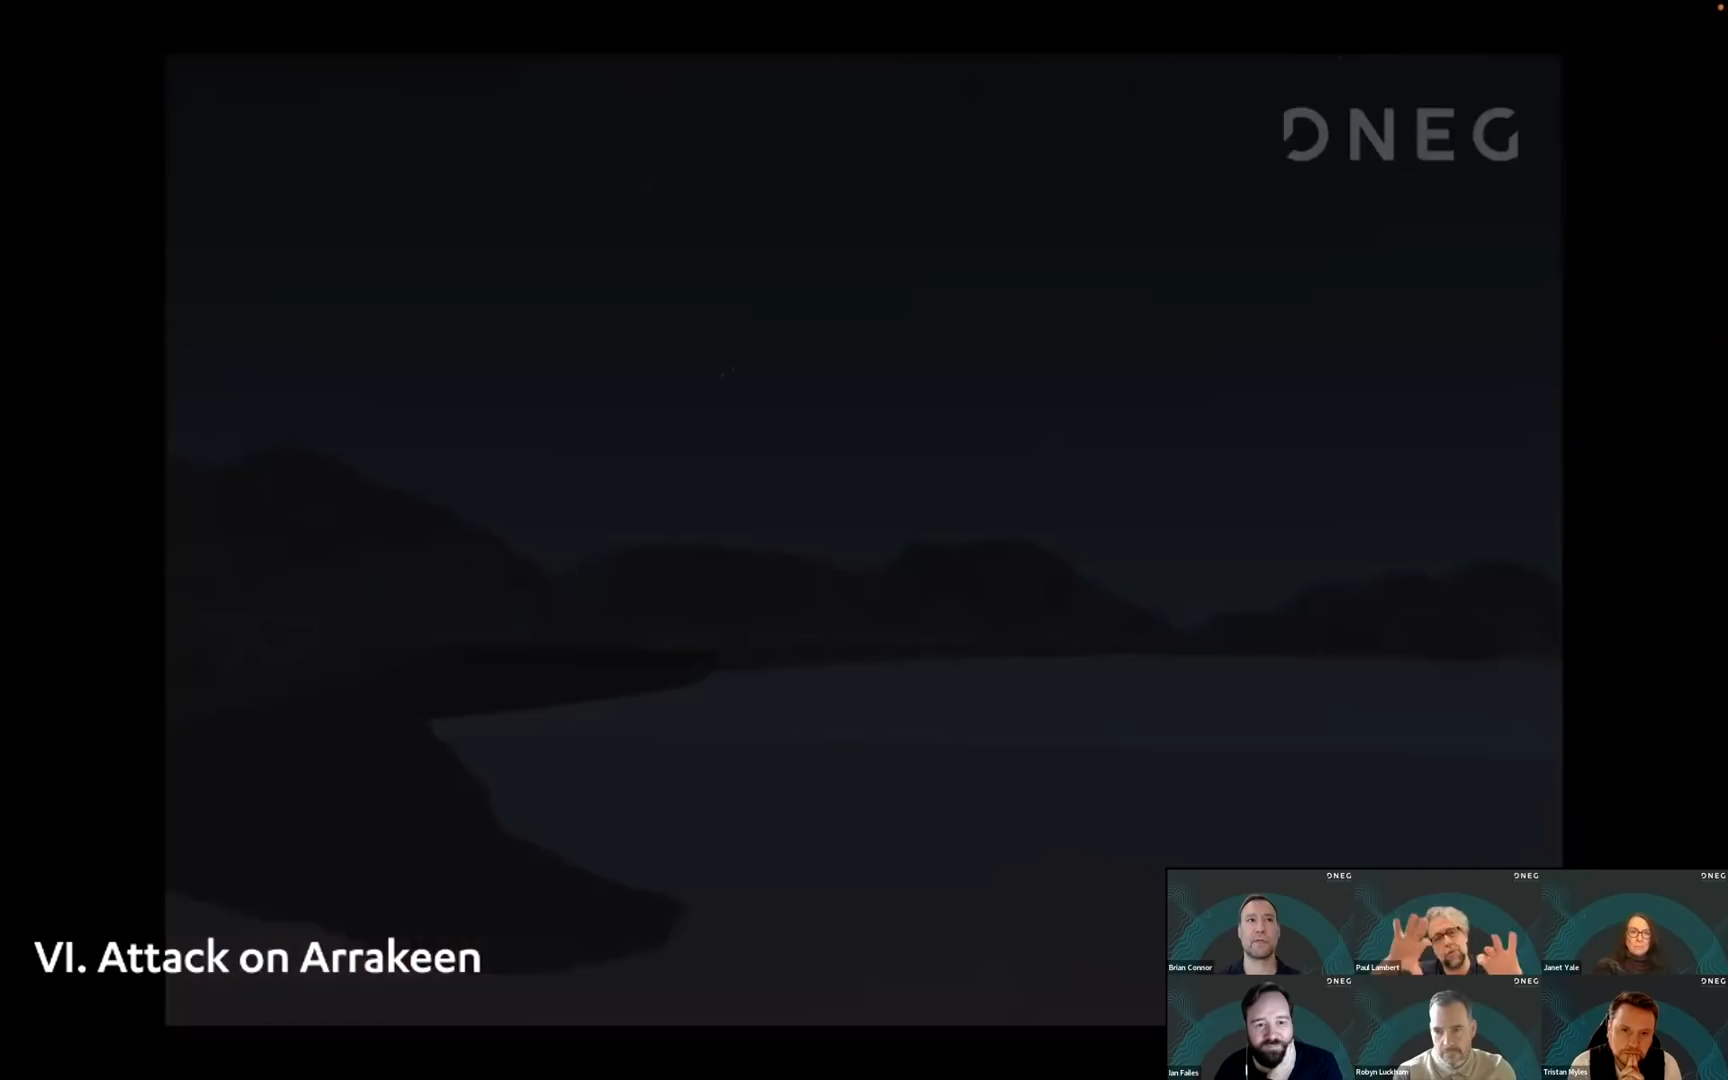 DNEG
VI. Attack on Arrakeen
DNEG
DNEG
DNEG
Brian Connor
Paul Lambert
Janet Yale
DNEG
DNEG
DNEG
Ian Failes
Robyn Luckham
Tristan Myles